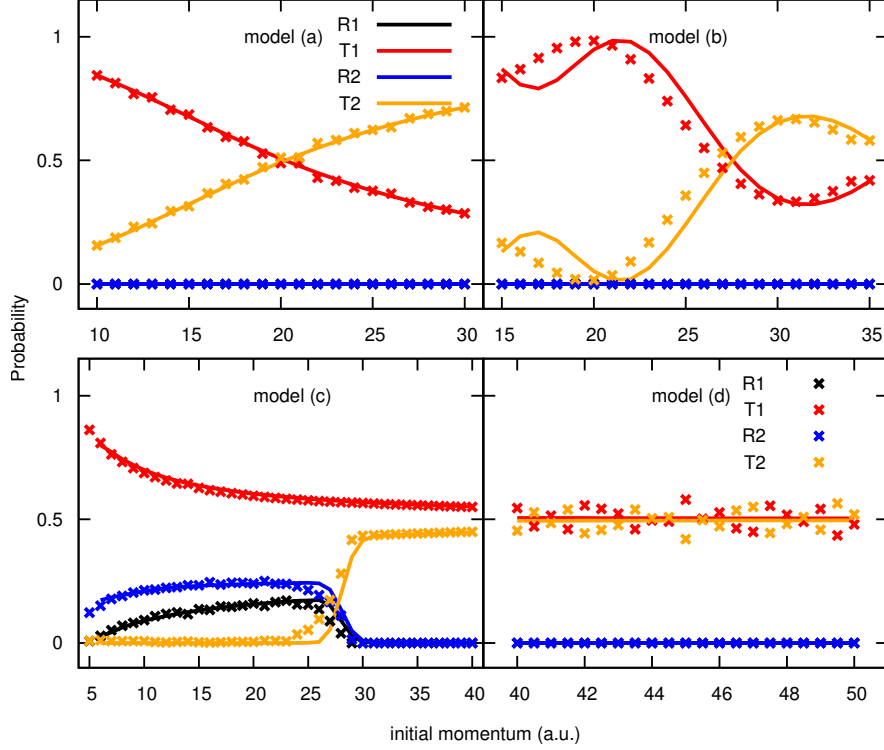 model (a)
R1
T1
R2
T2
model (b)
1
0.5
0
10
15
20
25
30
15
20
25
30
35
Probability
model (c)
model (d)
R1
T1
R2
T2
1
0.5
0
5
10
15
20
25
30
35
40
40
42
44
46
48
50
initial momentum (a.u.)